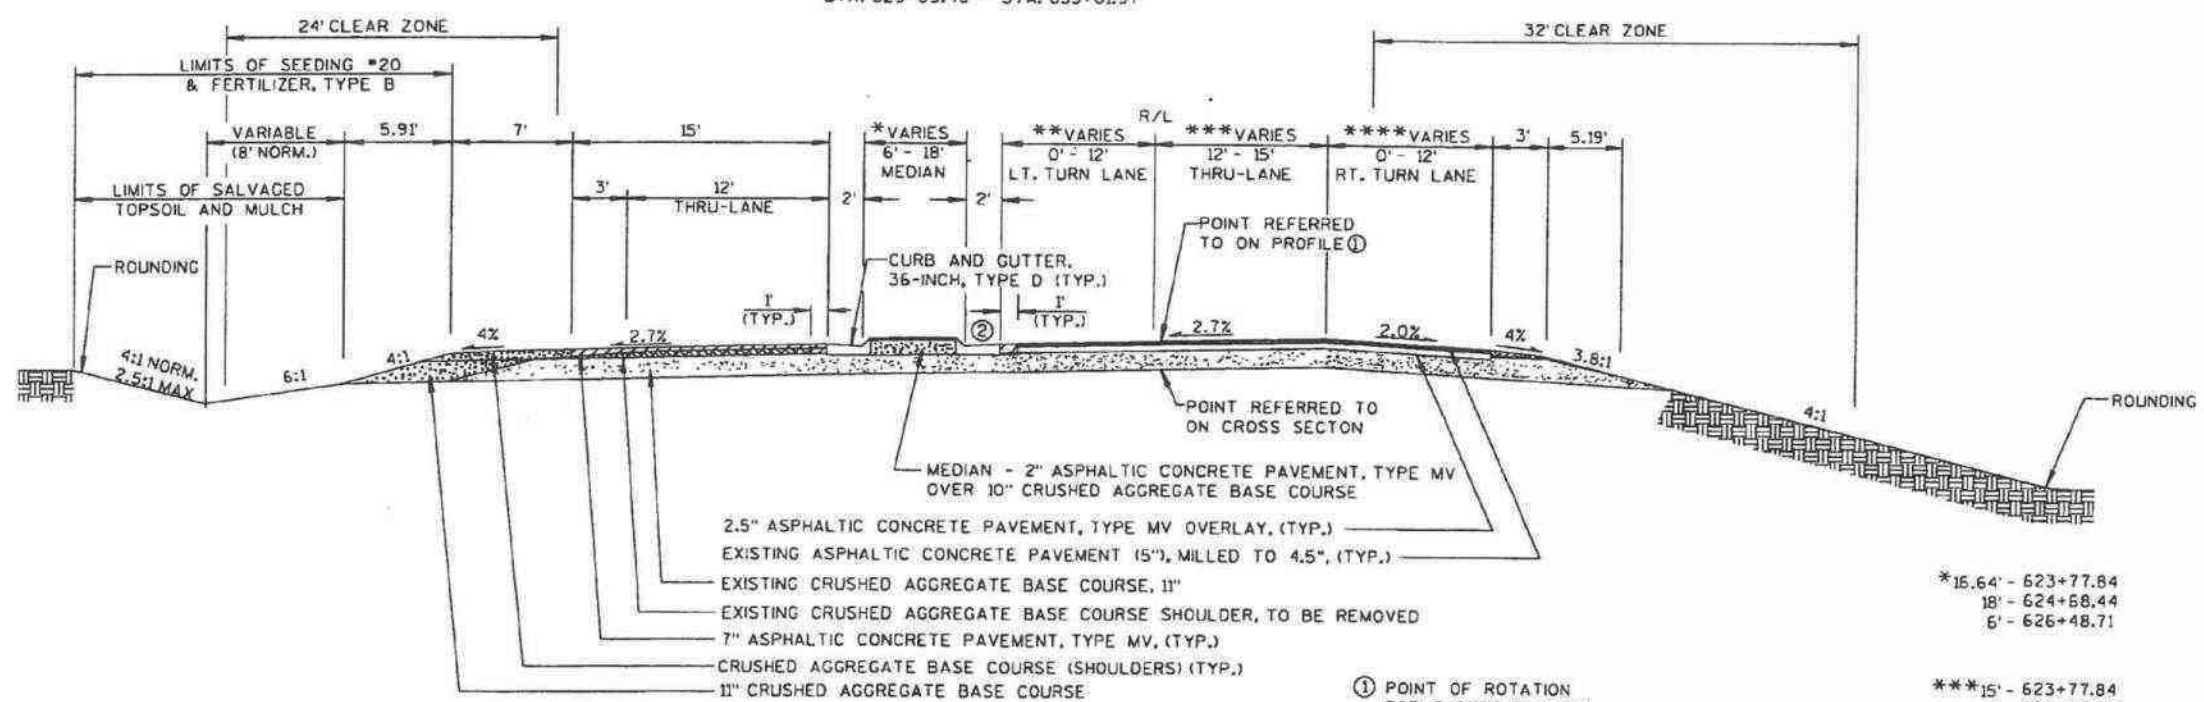 24' CLEAR ZONE
32' CLEAR ZONE
LIMITS OF SEEDING #20
& FERTILIZER, TYPE B
R/L
VARIABLE
(8' NORM.)
5.91'
7'
15'
*VARIES
6' - 18'
MEDIAN
**VARIES
0' - 12'
LT. TURN LANE
***VARIES
12' - 15'
THRU-LANE
****VARIES
0' - 12'
RT. TURN LANE
3'
5.19'
LIMITS OF SALVAGED
TOPSOIL AND MULCH
3'
12'
THRU-LANE
2'
2'
POINT REFERRED
TO ON PROFILE ①
ROUNDING
CURB AND GUTTER,
36-INCH, TYPE D (TYP.)
1'
(TYP.)
②
1'
(TYP.)
4%
2.7%
2.7%
2.0%
4%
4:1 NORM.
2.5:1 MAX
6:1
4:1
3.8:1
4:1
ROUNDING
POINT REFERRED TO
ON CROSS SECTON
MEDIAN - 2" ASPHALTIC CONCRETE PAVEMENT, TYPE MV
OVER 10" CRUSHED AGGREGATE BASE COURSE
2.5" ASPHALTIC CONCRETE PAVEMENT, TYPE MV OVERLAY, (TYP.)
EXISTING ASPHALTIC CONCRETE PAVEMENT (5"), MILLED TO 4.5", (TYP.)
EXISTING CRUSHED AGGREGATE BASE COURSE, 11"
EXISTING CRUSHED AGGREGATE BASE COURSE SHOULDER, TO BE REMOVED
7" ASPHALTIC CONCRETE PAVEMENT, TYPE MV, (TYP.)
CRUSHED AGGREGATE BASE COURSE (SHOULDERS) (TYP.)
11" CRUSHED AGGREGATE BASE COURSE
*16.64' - 623+77.84
18' - 624+68.44
6' - 626+48.71
① POINT OF ROTATION
***15' - 623+77.84